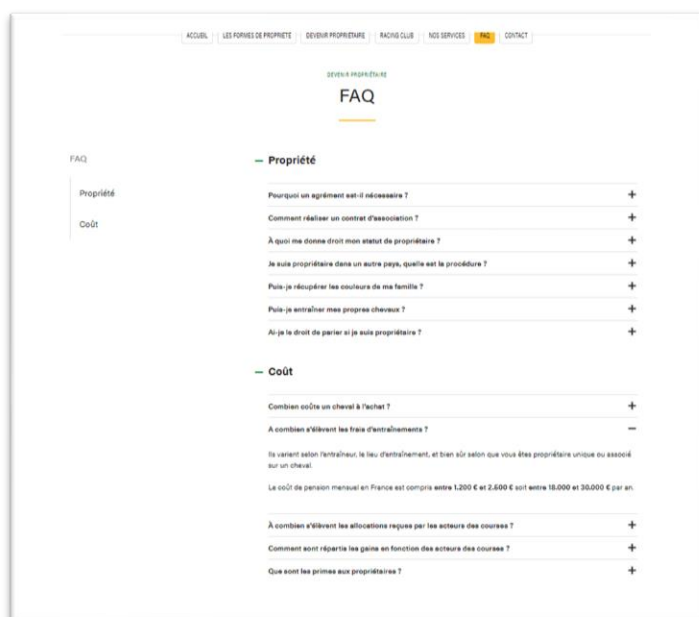 ACCUEIL LES FORMES DE PROPRIÉTÉ DEVENIR PROPRIÉTAIRE RACING CLUB NOS SERVICES FAQ CONTACT
DEVENIR PROPRIÉTAIRE
FAQ
FAQ
Propriété
Coût
— Propriété
Pourquoi un agrément est-il nécessaire ? +
Comment réaliser un contrat d'association ? +
À quoi me donne droit mon statut de propriétaire ? +
Je suis propriétaire dans un autre pays, quelle est la procédure ? +
Puis-je récupérer les couleurs de ma famille ? +
Puis-je entraîner mes propres chevaux ? +
Ai-je le droit de parier si je suis propriétaire ? +
— Coût
Combien coûte un cheval à l'achat ? +
A combien s'élèvent les frais d'entraînements ? —
Ils varient selon l'entraîneur, le lieu d'entraînement, et bien sûr selon que vous êtes propriétaire unique ou associé
sur un cheval.
Le coût de pension mensuel en France est compris entre 1.200 € et 2.600 € soit entre 18.000 et 30.000 € par an.
À combien s'élèvent les allocations reçues par les acteurs des courses ? +
Comment sont répartis les gains en fonction des acteurs des courses ? +
Que sont les primes aux propriétaires ? +